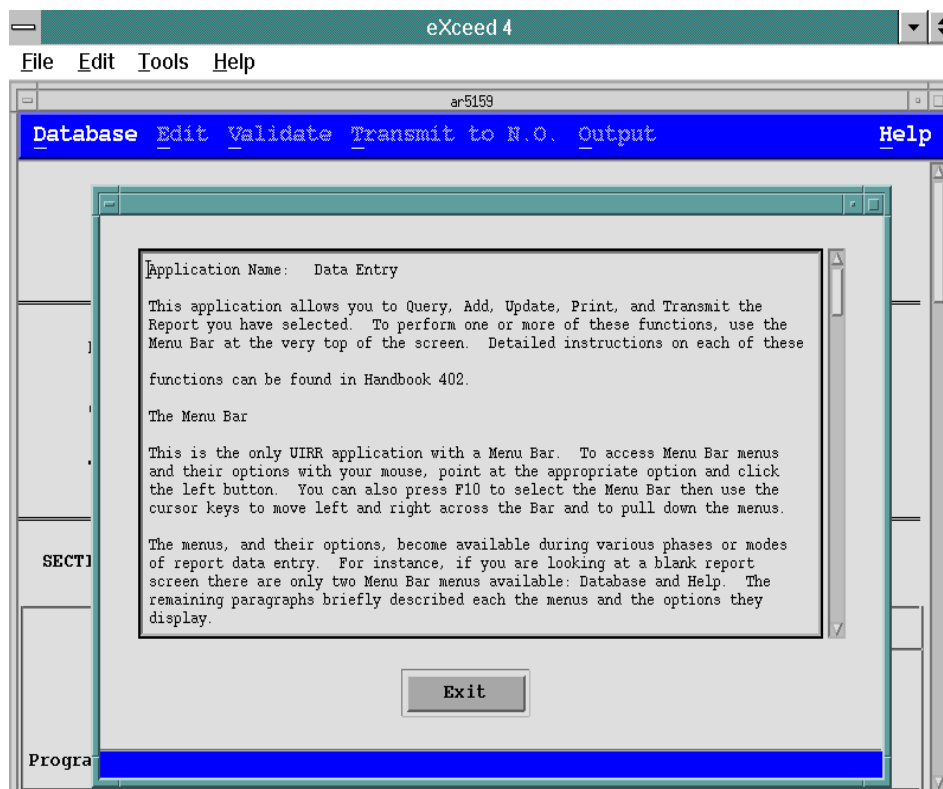 eXceed 4
File Edit Tools Help
ar5159
Database Edit Validate Transmit to N.O. Output Help
Application Name: Data Entry
This application allows you to Query, Add, Update, Print, and Transmit the
Report you have selected. To perform one or more of these functions, use the
Menu Bar at the very top of the screen. Detailed instructions on each of these
functions can be found in Handbook 402.
The Menu Bar
This is the only UIRR application with a Menu Bar. To access Menu Bar menus
and their options with your mouse, point at the appropriate option and click
the left button. You can also press F10 to select the Menu Bar then use the
cursor keys to move left and right across the Bar and to pull down the menus.
The menus, and their options, become available during various phases or modes
of report data entry. For instance, if you are looking at a blank report
screen there are only two Menu Bar menus available: Database and Help. The
remaining paragraphs briefly described each the menus and the options they
display.
SECTI
Exit
Progra